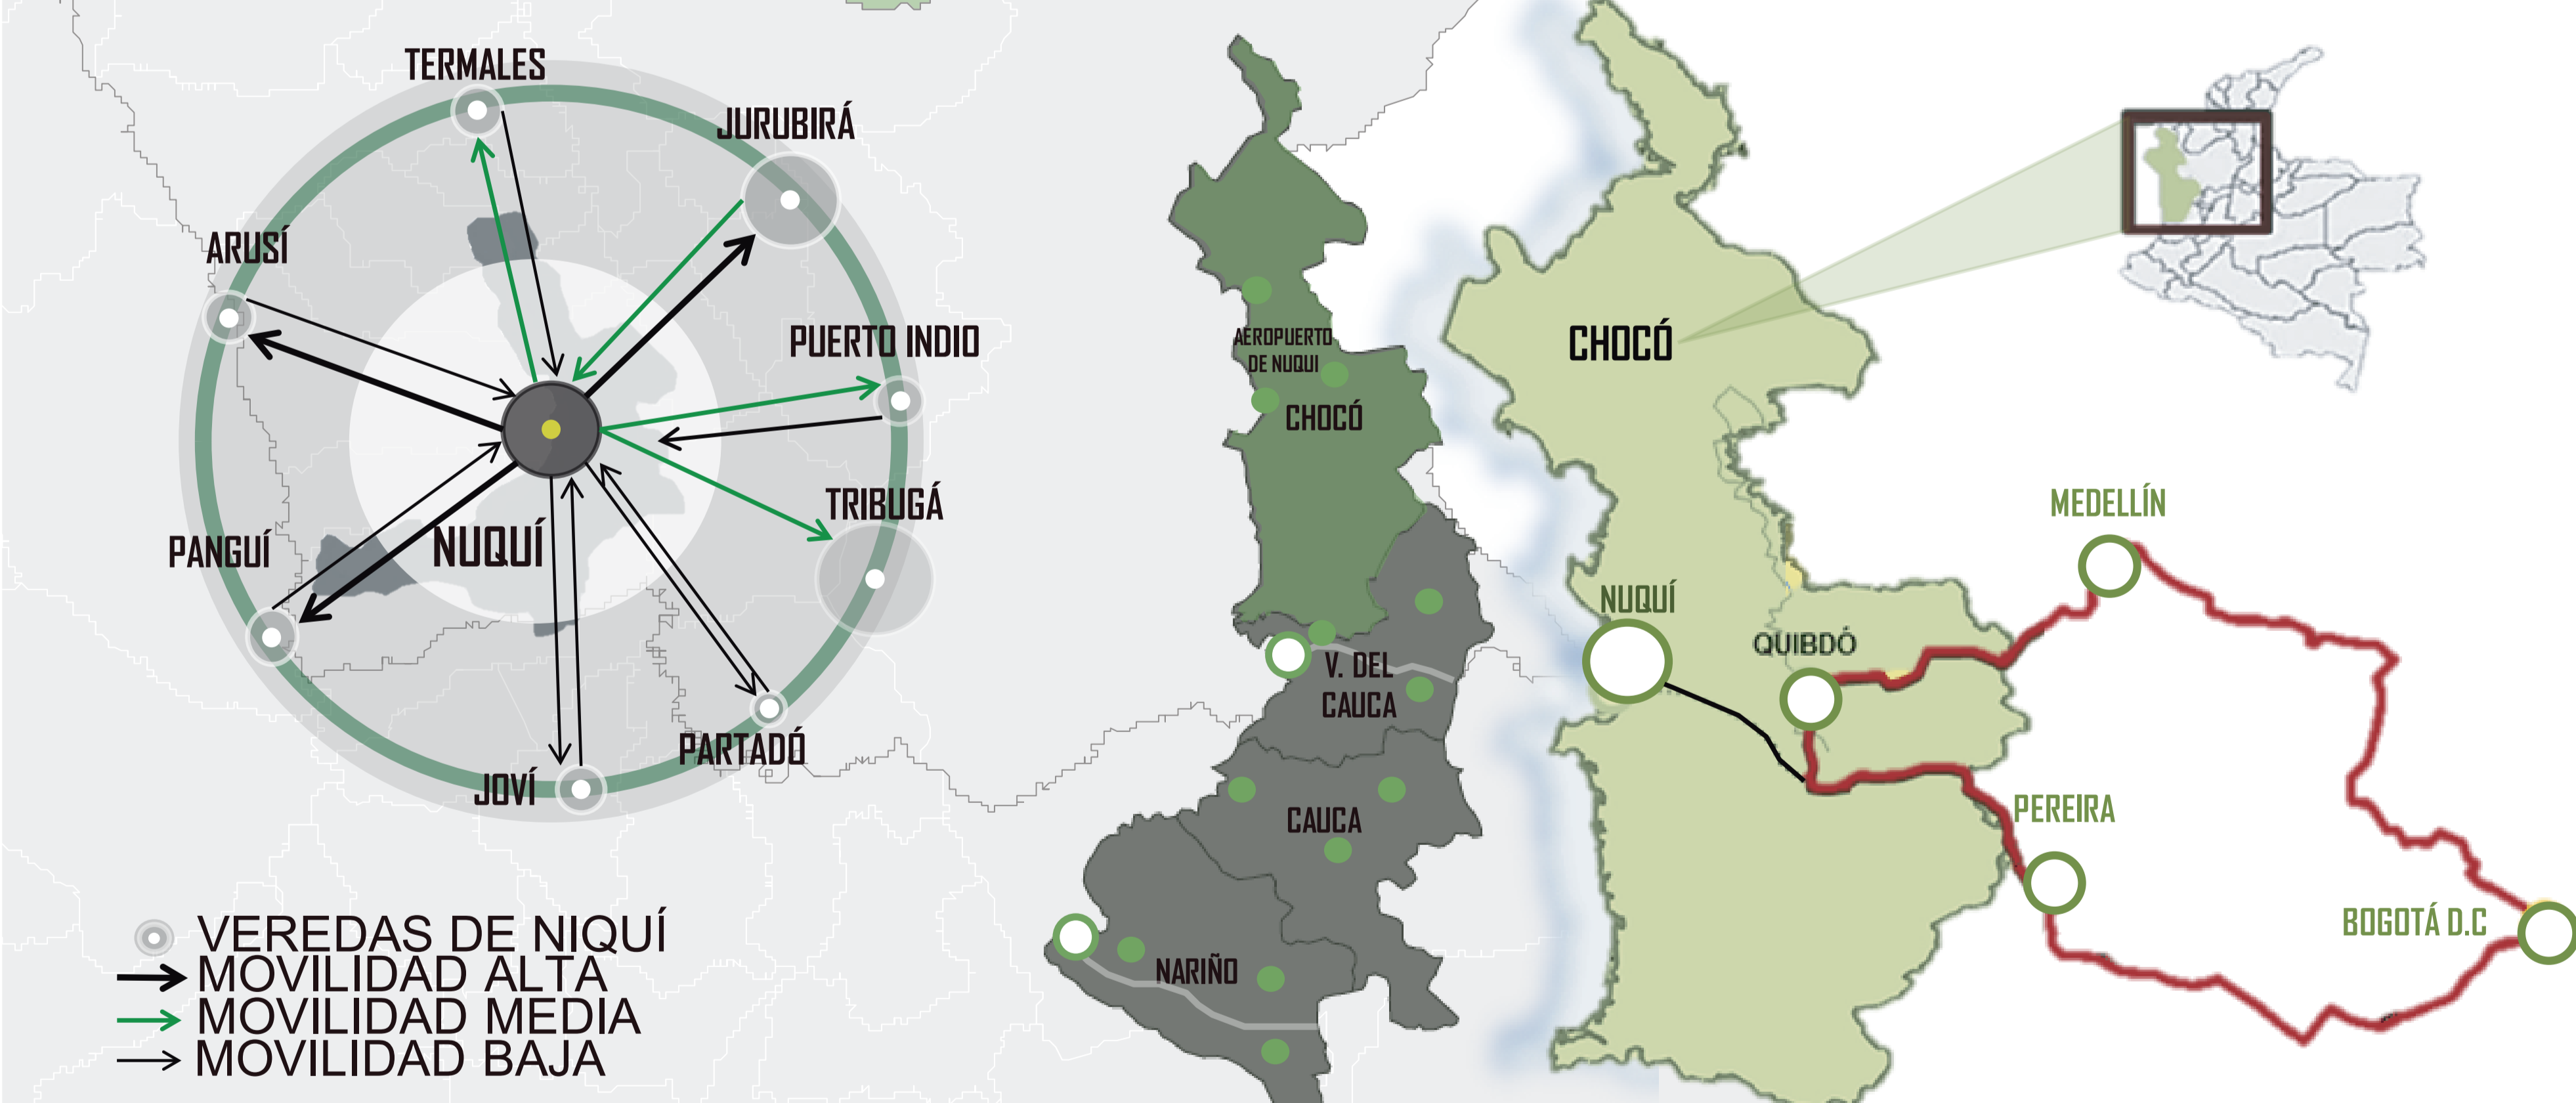 TERMALES
JURUBIRÁ
ARUSÍ
PUERTO INDIO
TRIBUGÁ
PANGUÍ
NUQUÍ
PARTADÓ
JOVÍ
VEREDAS DE NIQUÍ
MOVILIDAD ALTA
MOVILIDAD MEDIA
MOVILIDAD BAJA
AEROPUERTO
DE NUQUI
CHOCÓ
V. DEL
CAUCA
CAUCA
NARIÑO
CHOCÓ
NUQUÍ
QUIBDÓ
MEDELLÍN
PEREIRA
BOGOTÁ D.C